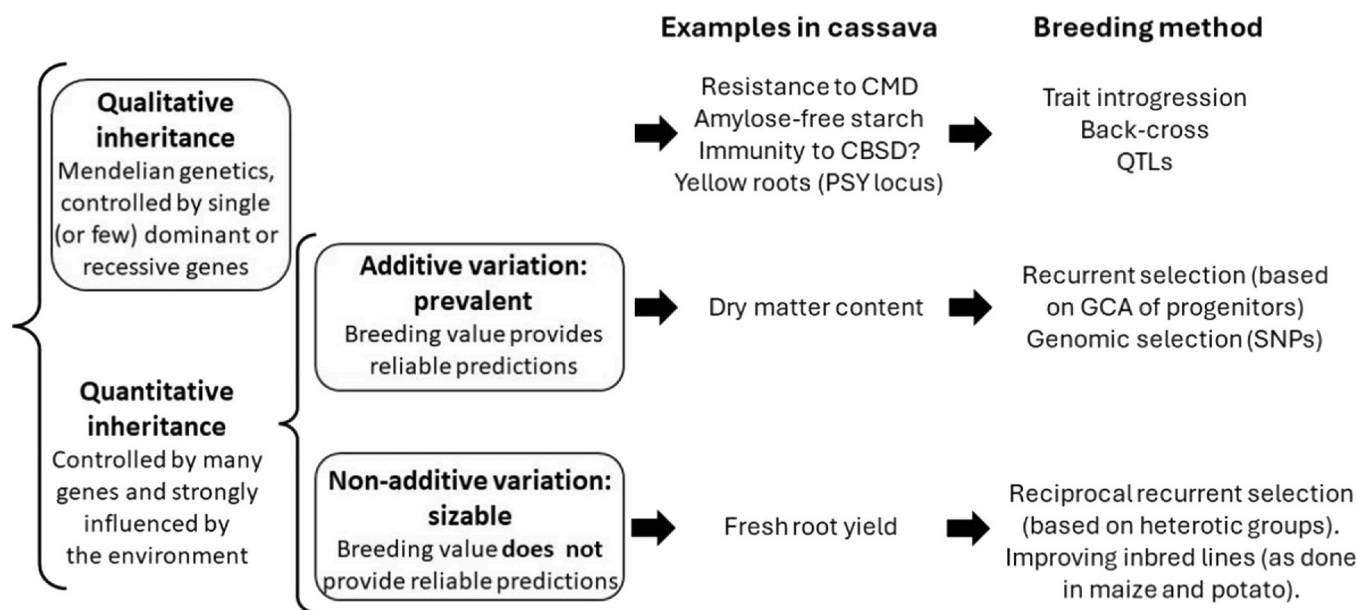 Examples in cassava
Breeding method
Qualitative
inheritance
Mendelian genetics,
controlled by single
(or few) dominant or
recessive genes
Resistance to CMD
Amylose-free starch
Immunity to CBSD?
Yellow roots (PSY locus)
Trait introgression
Back-cross
QTLs
Quantitative
inheritance
Controlled by many
genes and strongly
influenced by
the environment
Additive variation:
prevalent
Breeding value provides
reliable predictions
Dry matter content
Recurrent selection (based
on GCA of progenitors)
Genomic selection (SNPs)
Non-additive variation:
sizable
Breeding value does not
provide reliable predictions
Fresh root yield
Reciprocal recurrent selection
(based on heterotic groups).
Improving inbred lines (as done
in maize and potato).